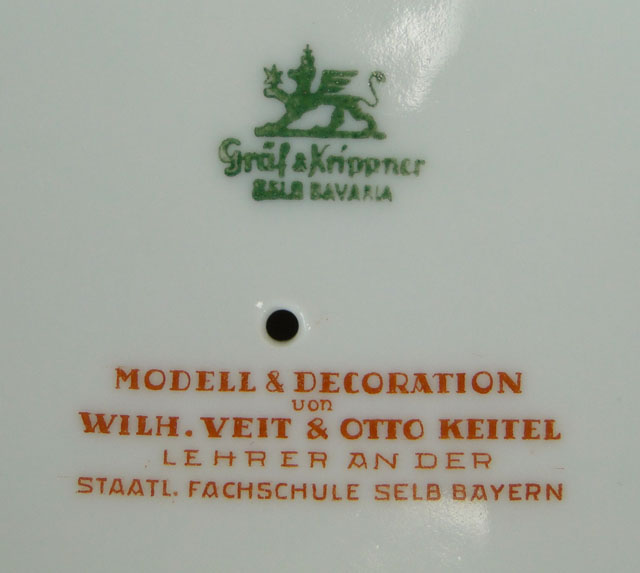 Gräf & Krippner
SELB BAVARIA
MODELL & DECORATION
von
WILH. VEIT & OTTO KEITEL
LEHRER AN DER
STAATL. FACHSCHULE SELB BAYERN